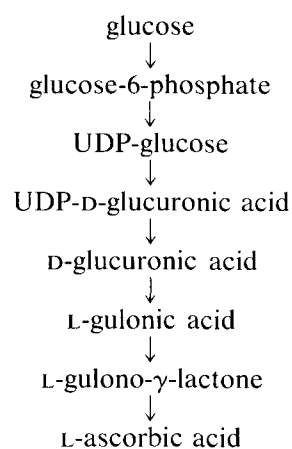 glucose
glucose-6-phosphate
UDP-glucose
UDP-D-glucuronic acid
D-glucuronic acid
L-gulonic acid
L-gulono-γ-lactone
L-ascorbic acid